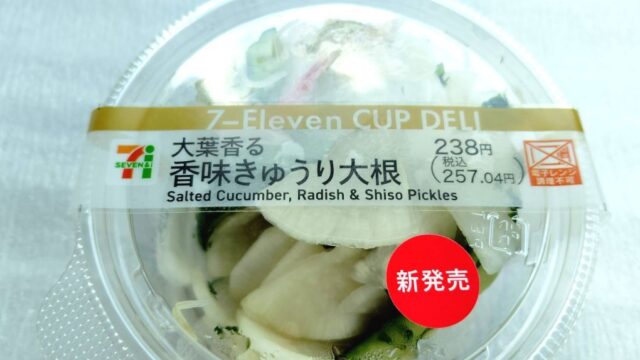 7-Eleven CUP DELI
7
SEVEN&i
大葉香る
香味きゅうり大根
Salted Cucumber, Radish & Shiso Pickles
238円
(税込
257.04円)
電子レンジ
調理不可
新発売